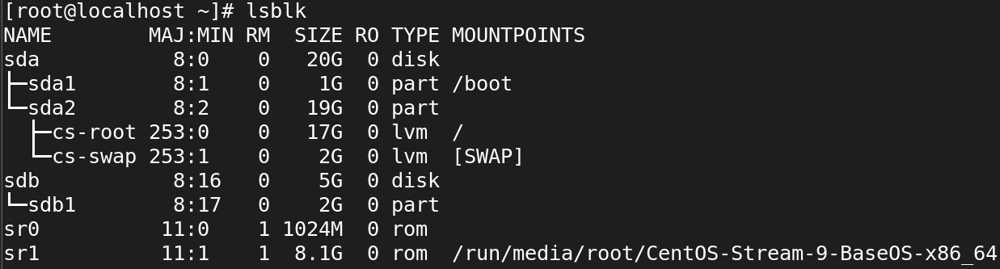 [root@localhost ~]# lsblk
NAME        MAJ:MIN RM  SIZE RO TYPE MOUNTPOINTS
sda           8:0    0   20G  0 disk
├─sda1        8:1    0    1G  0 part /boot
└─sda2        8:2    0   19G  0 part
  ├─cs-root 253:0    0   17G  0 lvm  /
  └─cs-swap 253:1    0    2G  0 lvm  [SWAP]
sdb           8:16   0    5G  0 disk
└─sdb1        8:17   0    2G  0 part
sr0          11:0    1 1024M  0 rom
sr1          11:1    1  8.1G  0 rom  /run/media/root/CentOS-Stream-9-BaseOS-x86_64